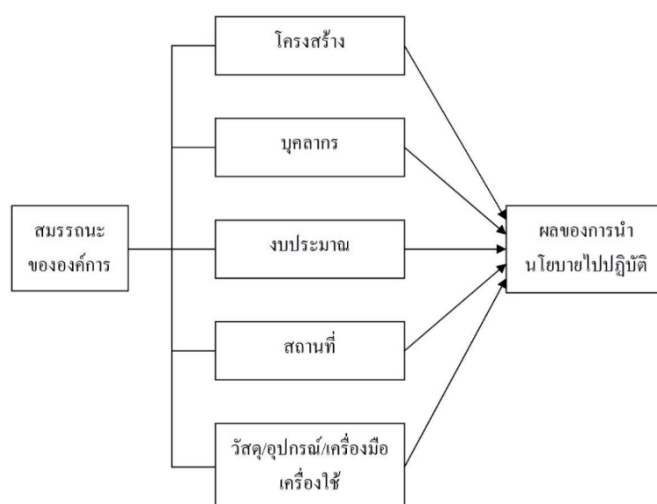 โครงสร้าง
บุคลากร
สมรรถนะ
ขององค์การ
งบประมาณ
ผลของการนำ
นโยบายไปปฏิบัติ
สถานที่
วัสดุ/อุปกรณ์/เครื่องมือ
เครื่องใช้